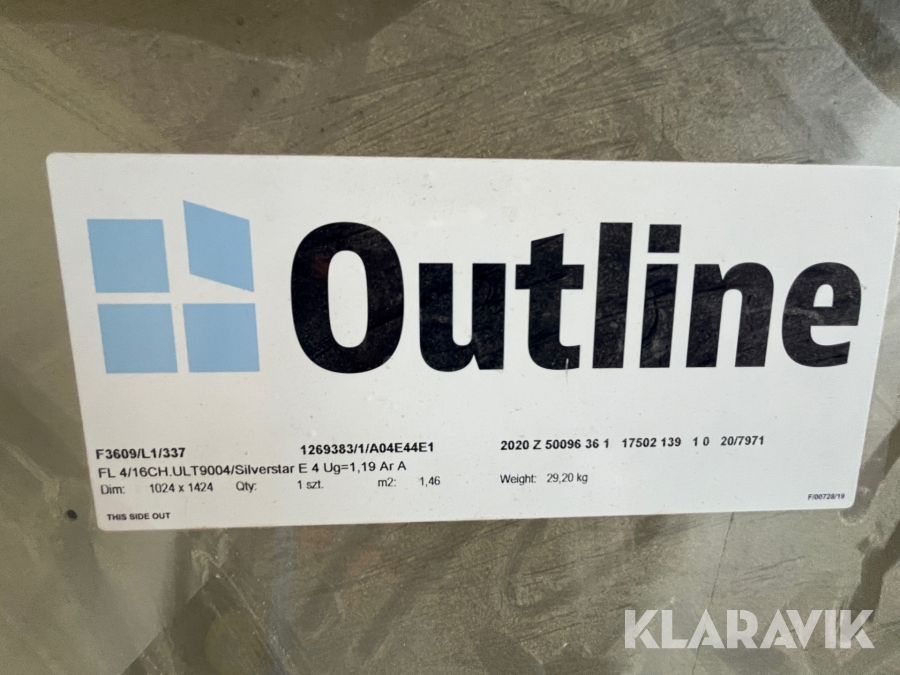 Outline
F3609/L1/337 1269383/1/A04E44E1 2020 Z 50096 36 1 17502 139 1 0 20/7971
FL 4/16CH.ULT9004/Silverstar E 4 Ug=1,19 Ar A
Dim: 1024 x 1424 Qty: 1 szt. m2: 1,46 Weight: 29,20 kg
F/00728/19
THIS SIDE OUT
KLARAVIK